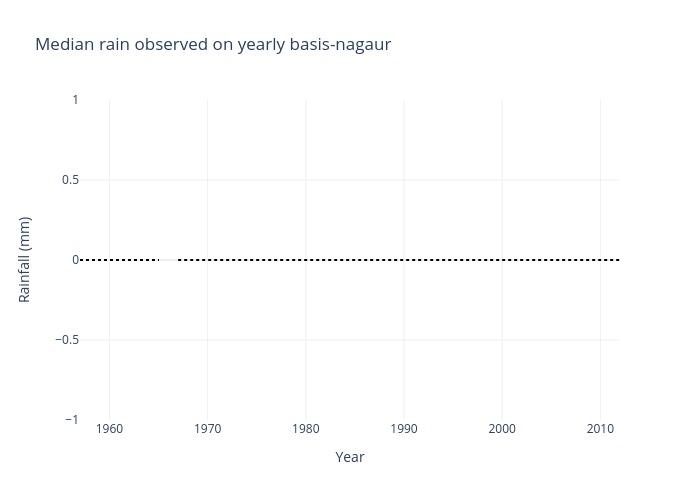 Median rain observed on yearly basis-nagaur
1
0.5
0
−0.5
−1
Rainfall (mm)
1960 1970 1980 1990 2000 2010
Year